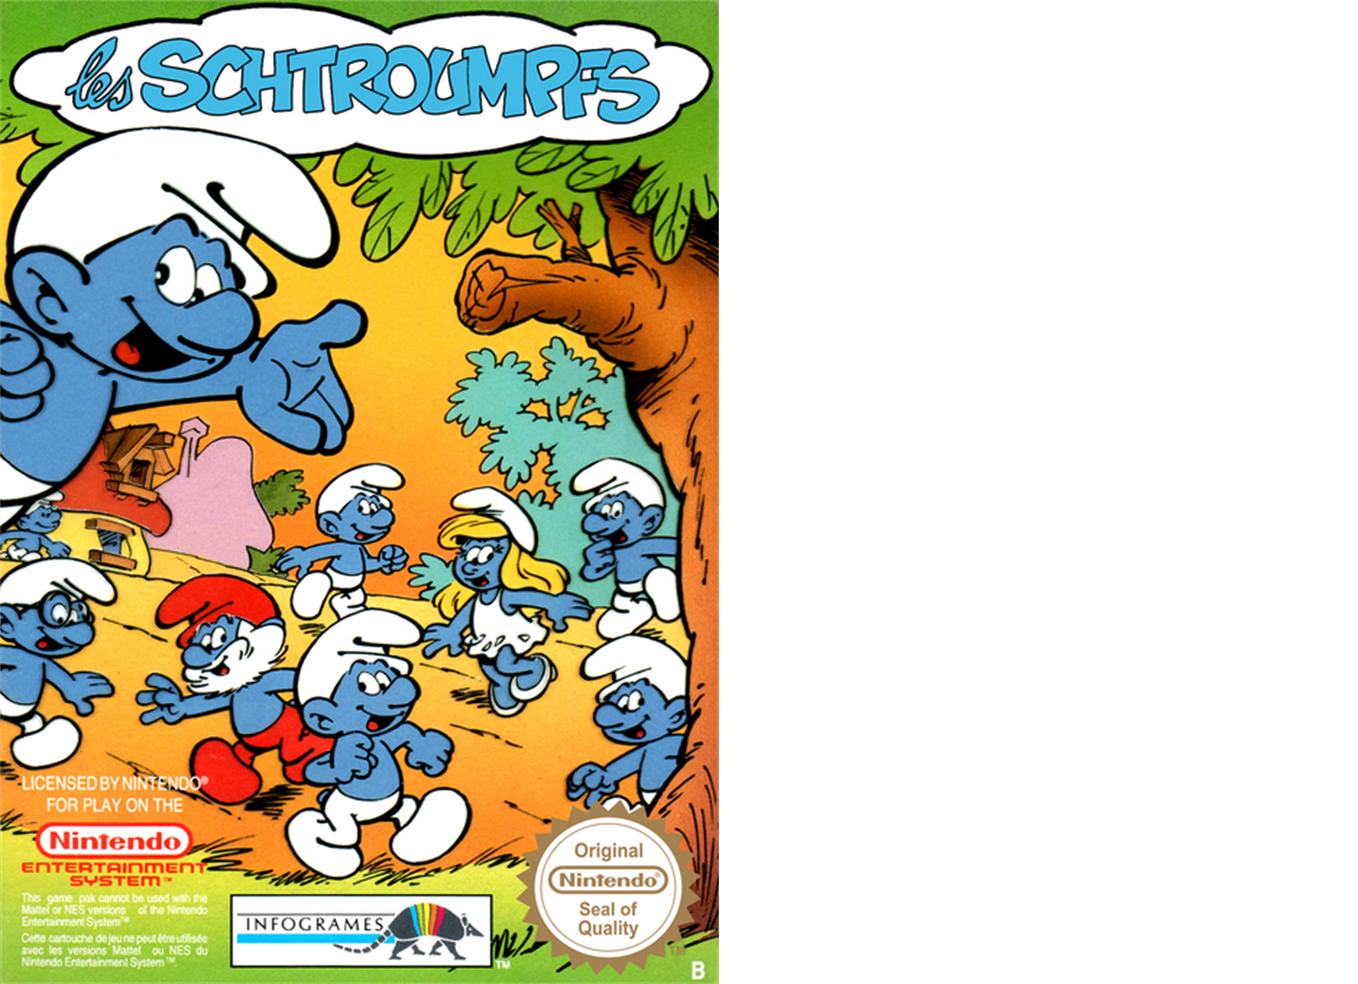 les SCHTROUMPFS
LICENSED BY NINTENDO®
FOR PLAY ON THE
Nintendo
ENTERTAINMENT
SYSTEM™
This game pak cannot be used with the
Mattel or NES versions of the Nintendo
Entertainment System™.
Cette cartouche de jeu ne peut être utilisée
avec les versions Mattel ou NES du
Nintendo Entertainment System™.
INFOGRAMES
TM
Original
Nintendo®
Seal of
Quality
TM
B